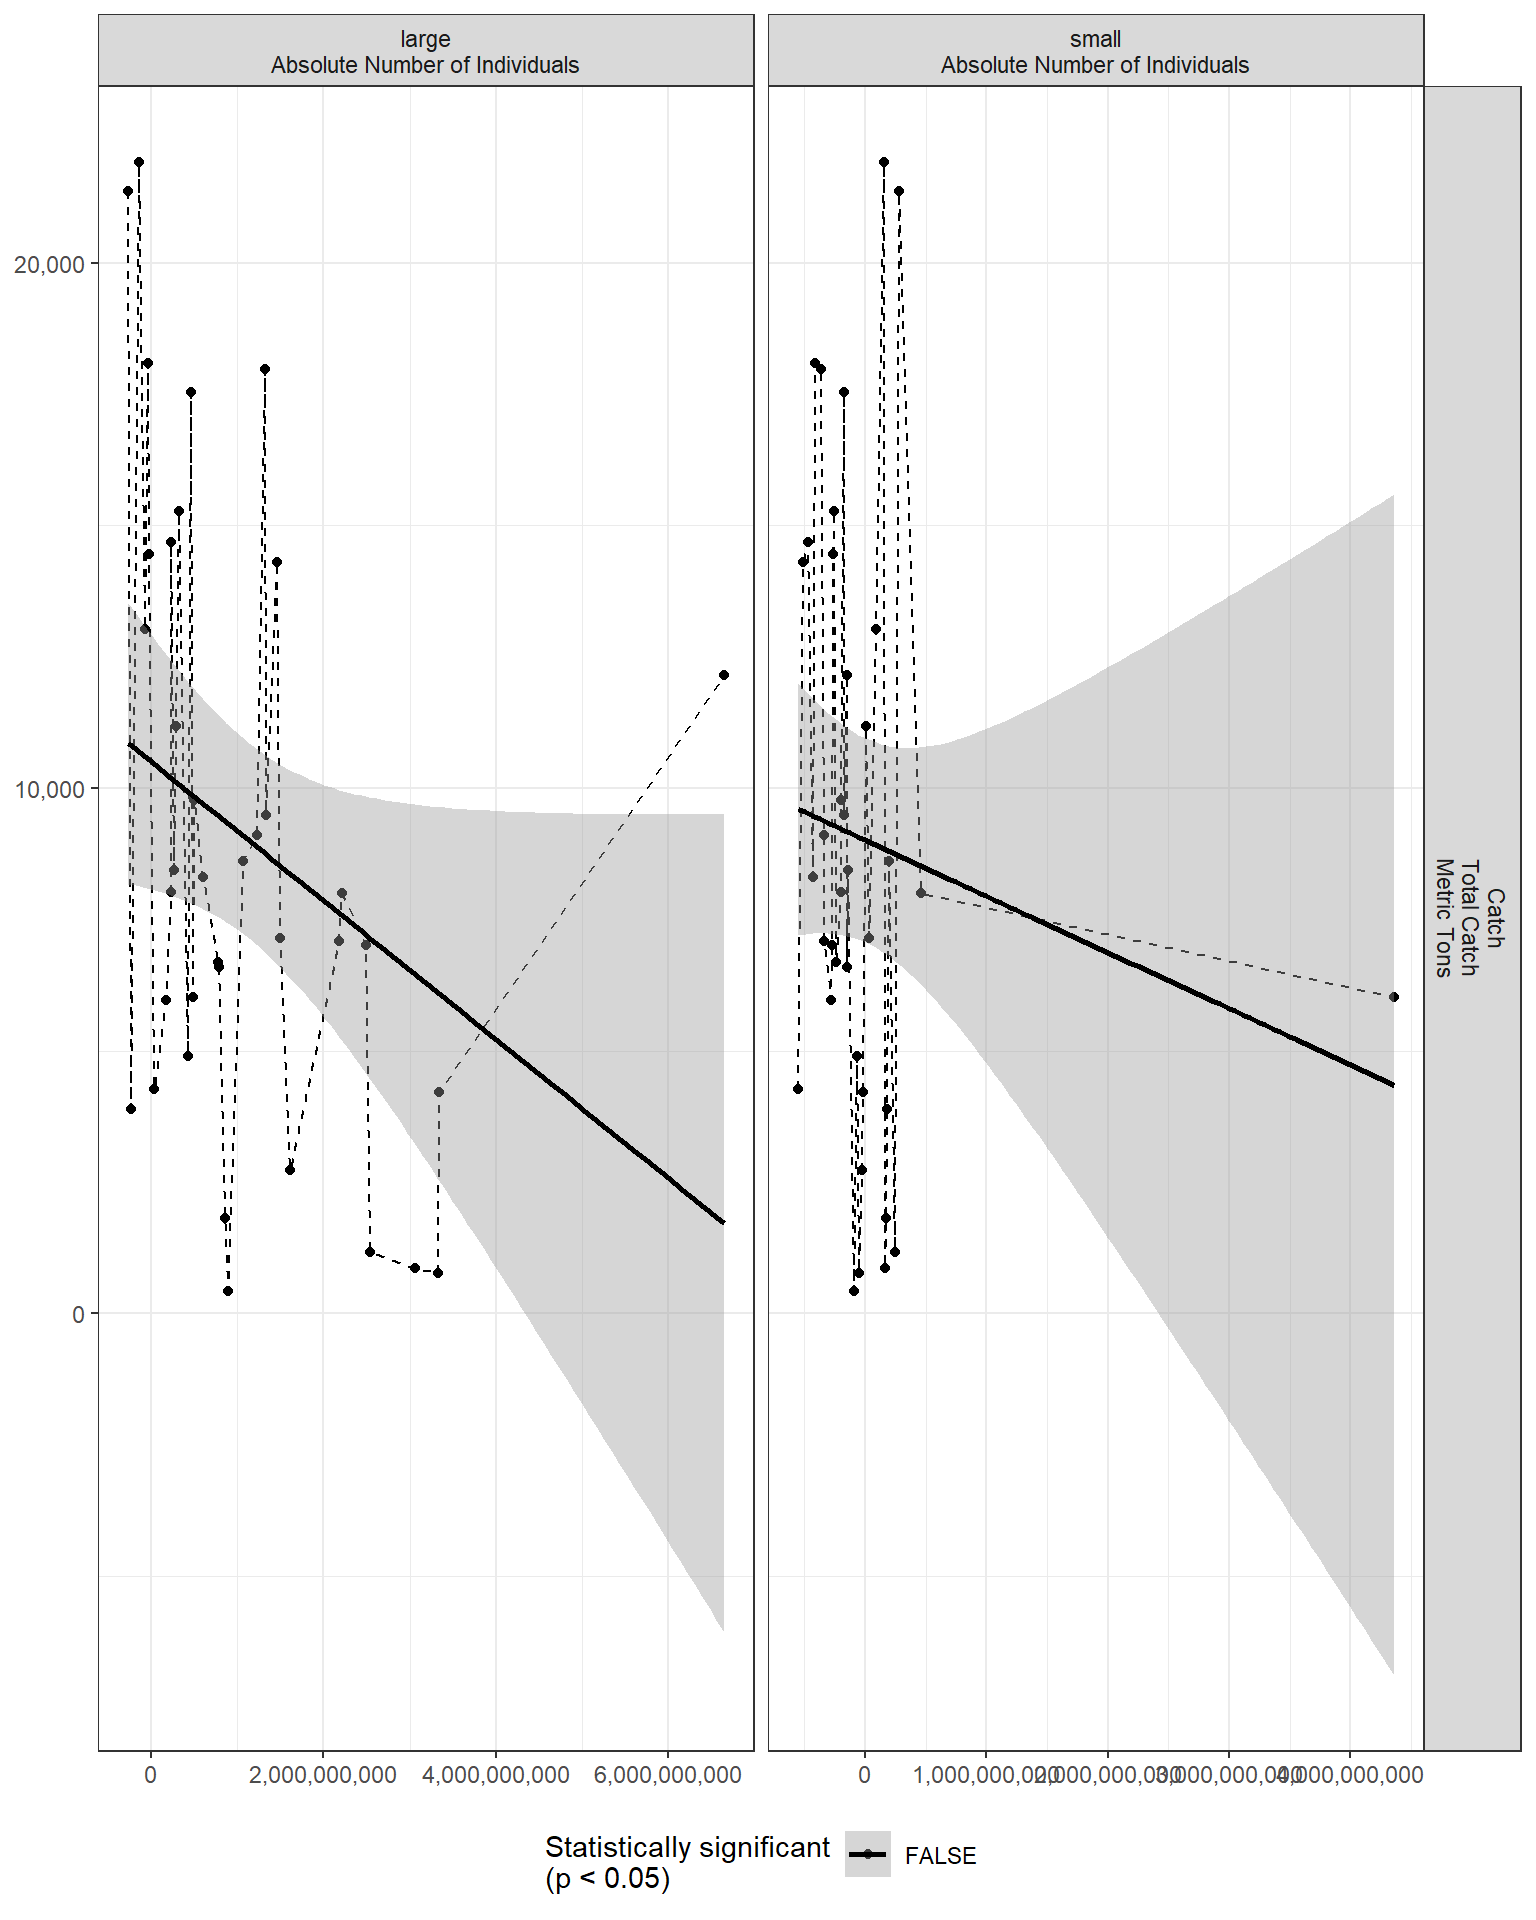 large
Absolute Number of Individuals
small
Absolute Number of Individuals
20,000
10,000
0
Catch
Total Catch
Metric Tons
0
2,000,000,000
4,000,000,000
6,000,000,000
0
1,000,000,000
2,000,000,000
3,000,000,000
4,000,000,000
Statistically significant
(p < 0.05)
FALSE